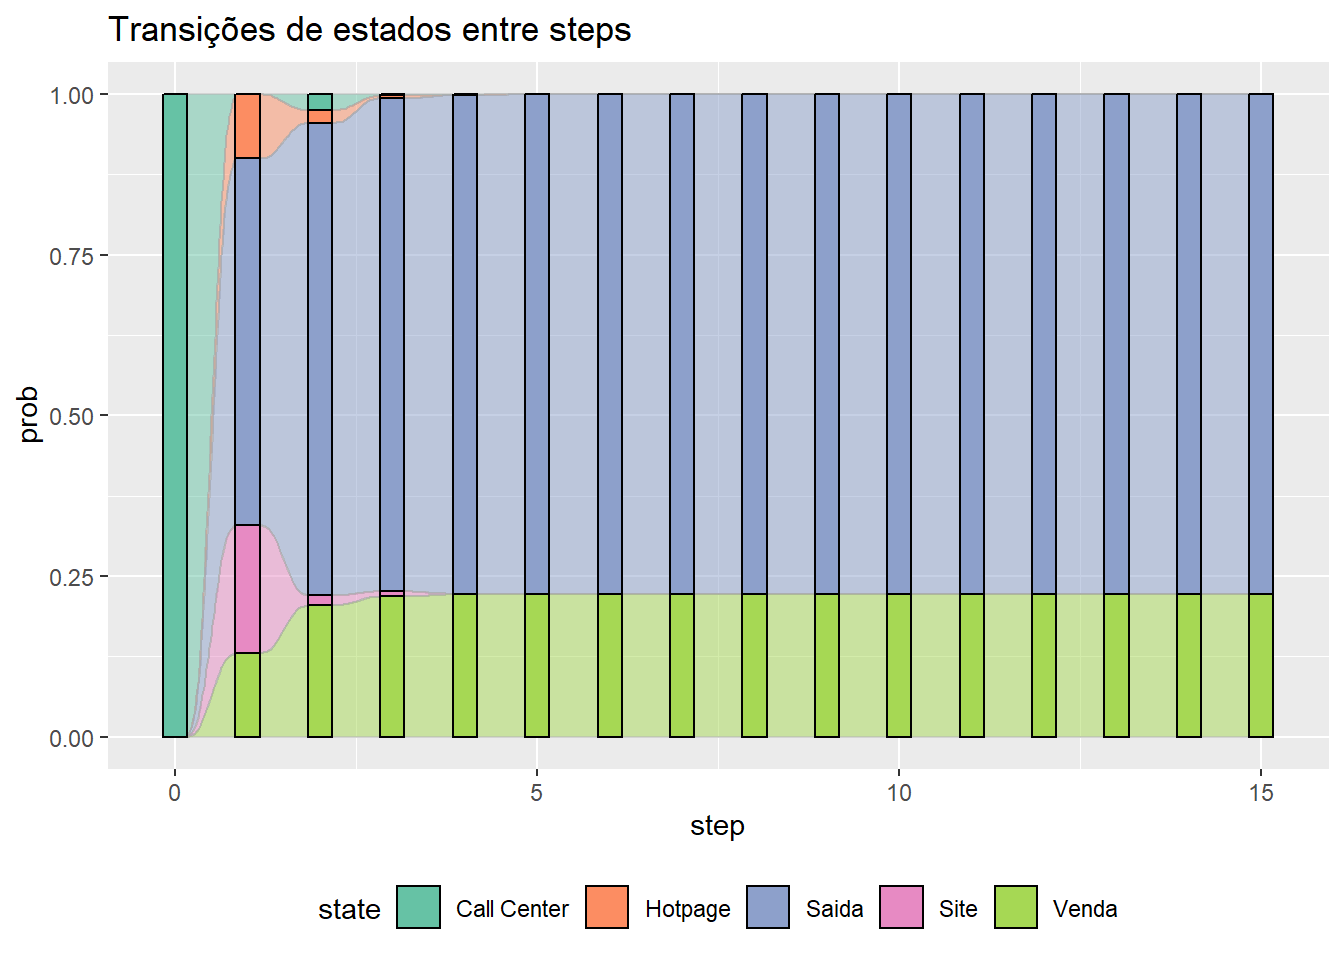 Transições de estados entre steps
prob
1.00
0.75
0.50
0.25
0.00
0 5 10 15
step
state Call Center Hotpage Saida Site Venda